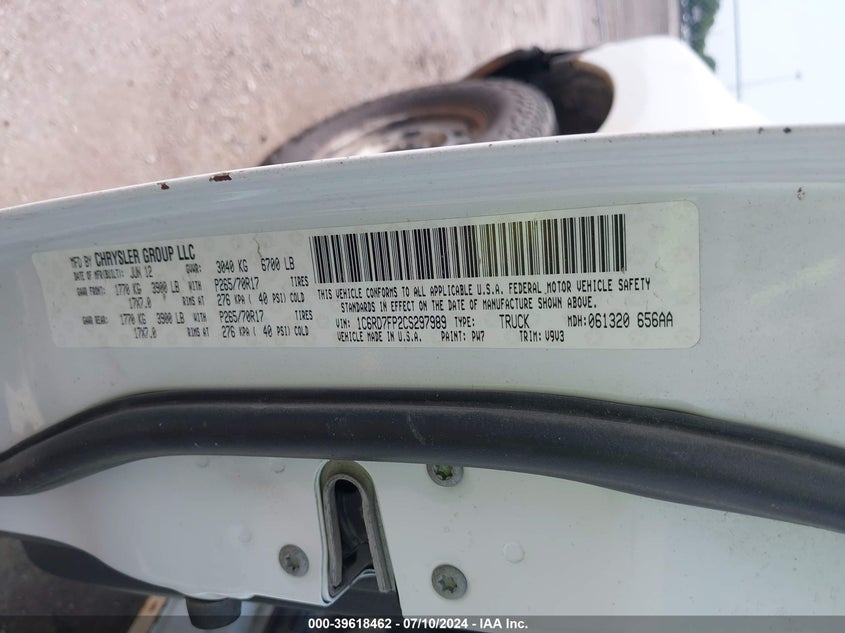 MFD BY CHRYSLER GROUP LLC
DATE OF MFR(BUILT): JUN 12 GVWR: 3040 KG 6700 LB
GAWR FRONT: 1770 KG 3900 LB WITH P265/70R17 TIRES
17X7.0 RIMS AT 276 KPA ( 40 PSI) COLD
GAWR REAR: 1770 KG 3900 LB WITH P265/70R17 TIRES
17X7.0 RIMS AT 276 KPA ( 40 PSI) COLD
THIS VEHICLE CONFORMS TO ALL APPLICABLE U.S.A. FEDERAL MOTOR VEHICLE SAFETY
STANDARDS IN EFFECT ON THE DATE OF MANUFACTURE SHOWN ABOVE.
VIN: 1C6RD7FP2CS297989 TYPE: TRUCK MDH: 061320 656AA
VEHICLE MADE IN U.S.A. PAINT: PW7 TRIM: V9V3
000-39618462 - 07/10/2024 - IAA Inc.